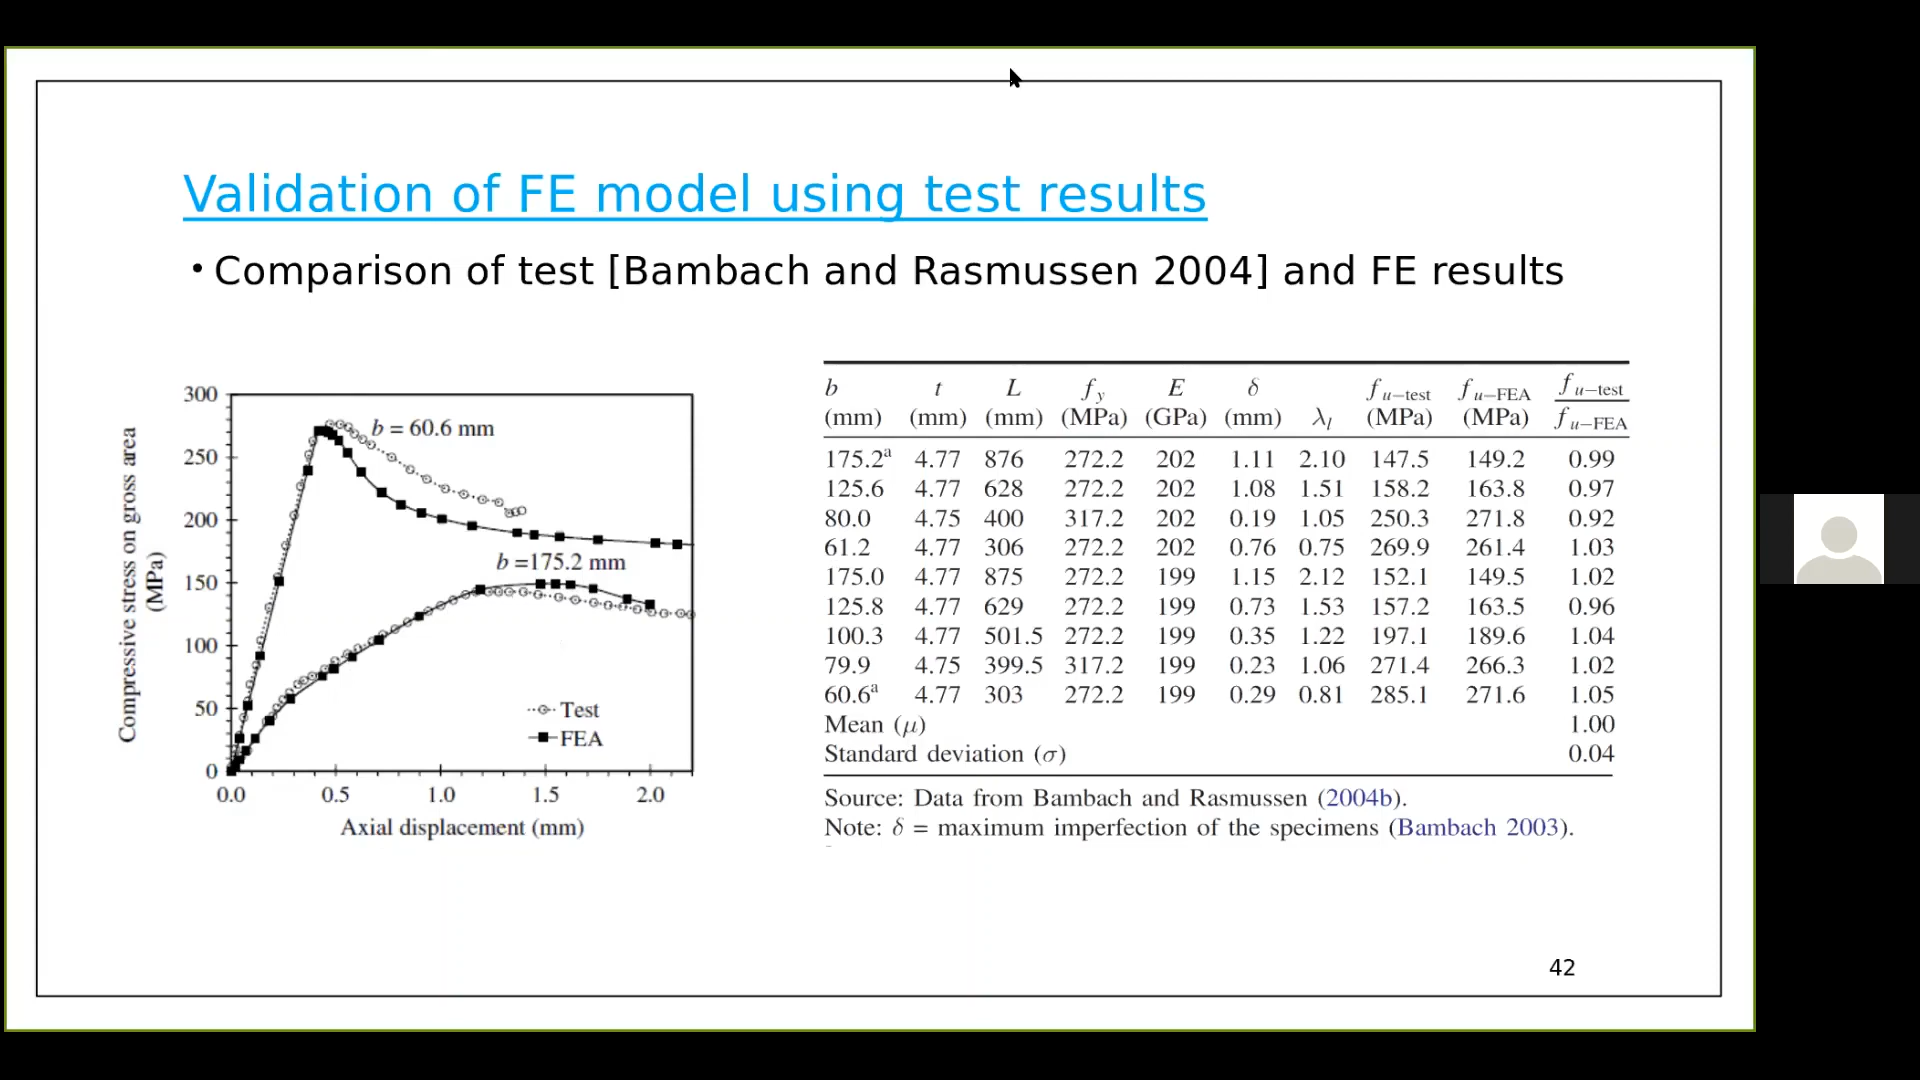 Validation of FE model using test results
• Comparison of test [Bambach and Rasmussen 2004] and FE results
300
250
200
150
100
50
0
0.0 0.5 1.0 1.5 2.0
Compressive stress on gross area
(MPa)
Axial displacement (mm)
b = 60.6 mm
b =175.2 mm
Test
FEA
b t L fy E δ fu−test fu−FEA fu−test
(mm) (mm) (mm) (MPa) (GPa) (mm) λl (MPa) (MPa) fu−FEA
175.2a 4.77 876 272.2 202 1.11 2.10 147.5 149.2 0.99
125.6 4.77 628 272.2 202 1.08 1.51 158.2 163.8 0.97
80.0 4.75 400 317.2 202 0.19 1.05 250.3 271.8 0.92
61.2 4.77 306 272.2 202 0.76 0.75 269.9 261.4 1.03
175.0 4.77 875 272.2 199 1.15 2.12 152.1 149.5 1.02
125.8 4.77 629 272.2 199 0.73 1.53 157.2 163.5 0.96
100.3 4.77 501.5 272.2 199 0.35 1.22 197.1 189.6 1.04
79.9 4.75 399.5 317.2 199 0.23 1.06 271.4 266.3 1.02
60.6a 4.77 303 272.2 199 0.29 0.81 285.1 271.6 1.05
Mean (μ) 1.00
Standard deviation (σ) 0.04
Source: Data from Bambach and Rasmussen (2004b).
Note: δ = maximum imperfection of the specimens (Bambach 2003).
42